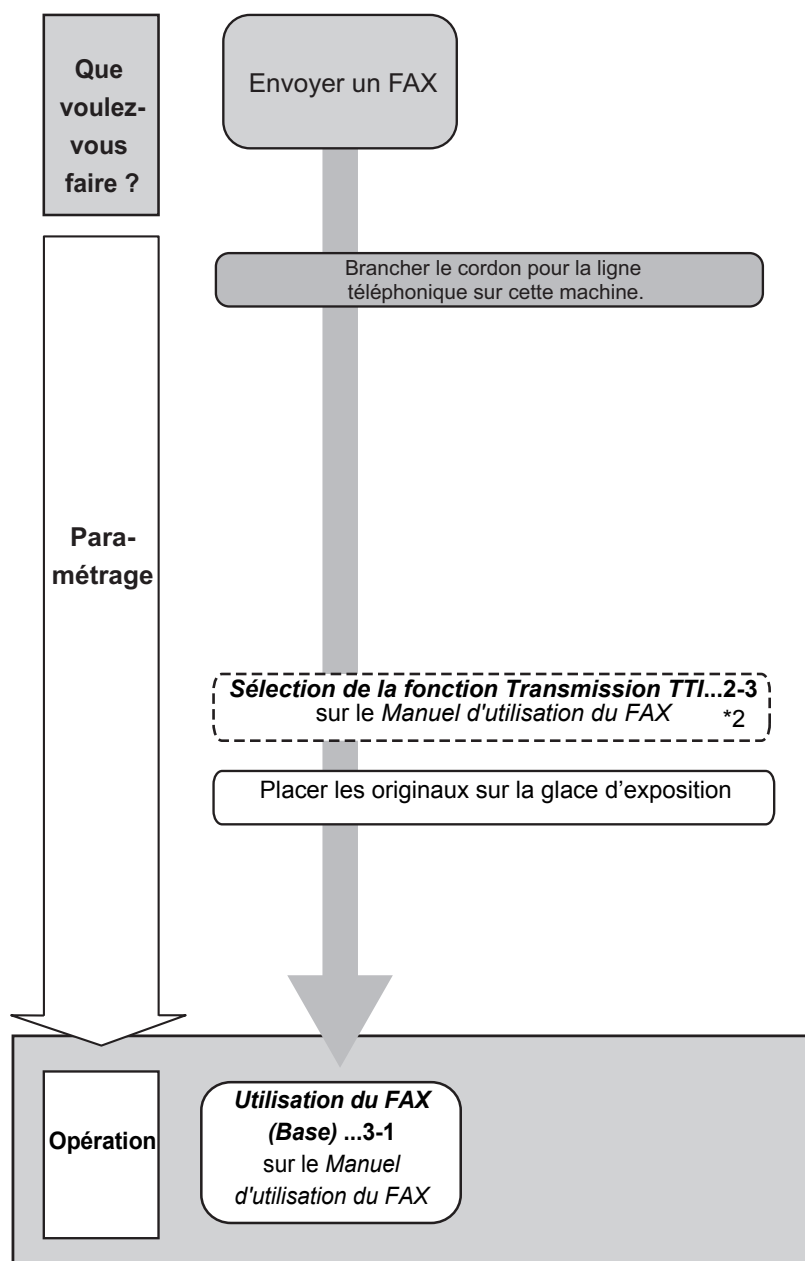 Que
voulez-
vous
faire ?
Envoyer un FAX
Brancher le cordon pour la ligne
téléphonique sur cette machine.
Para-
métrage
Sélection de la fonction Transmission TTI...2-3
sur le Manuel d'utilisation du FAX *2
Placer les originaux sur la glace d’exposition
Opération
Utilisation du FAX
(Base) ...3-1
sur le Manuel
d'utilisation du FAX